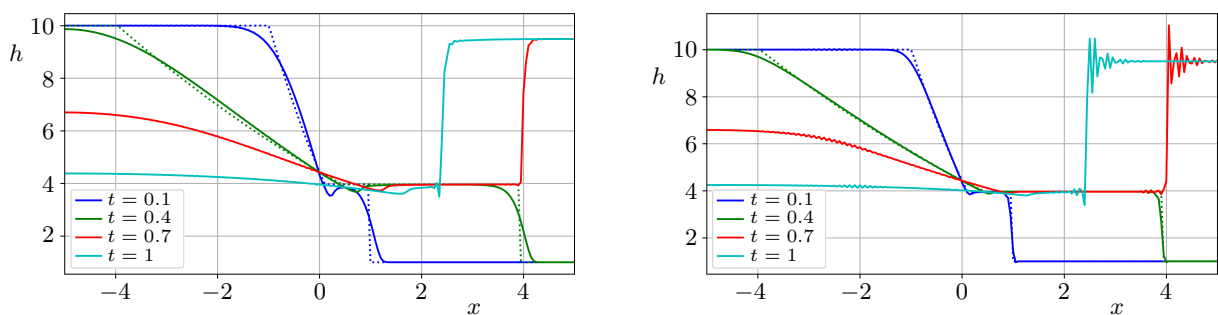 10
8
6
4
2
h
t = 0.1
t = 0.4
t = 0.7
t = 1
−4 −2 0 2 4
x
10
8
6
4
2
h
t = 0.1
t = 0.4
t = 0.7
t = 1
−4 −2 0 2 4
x